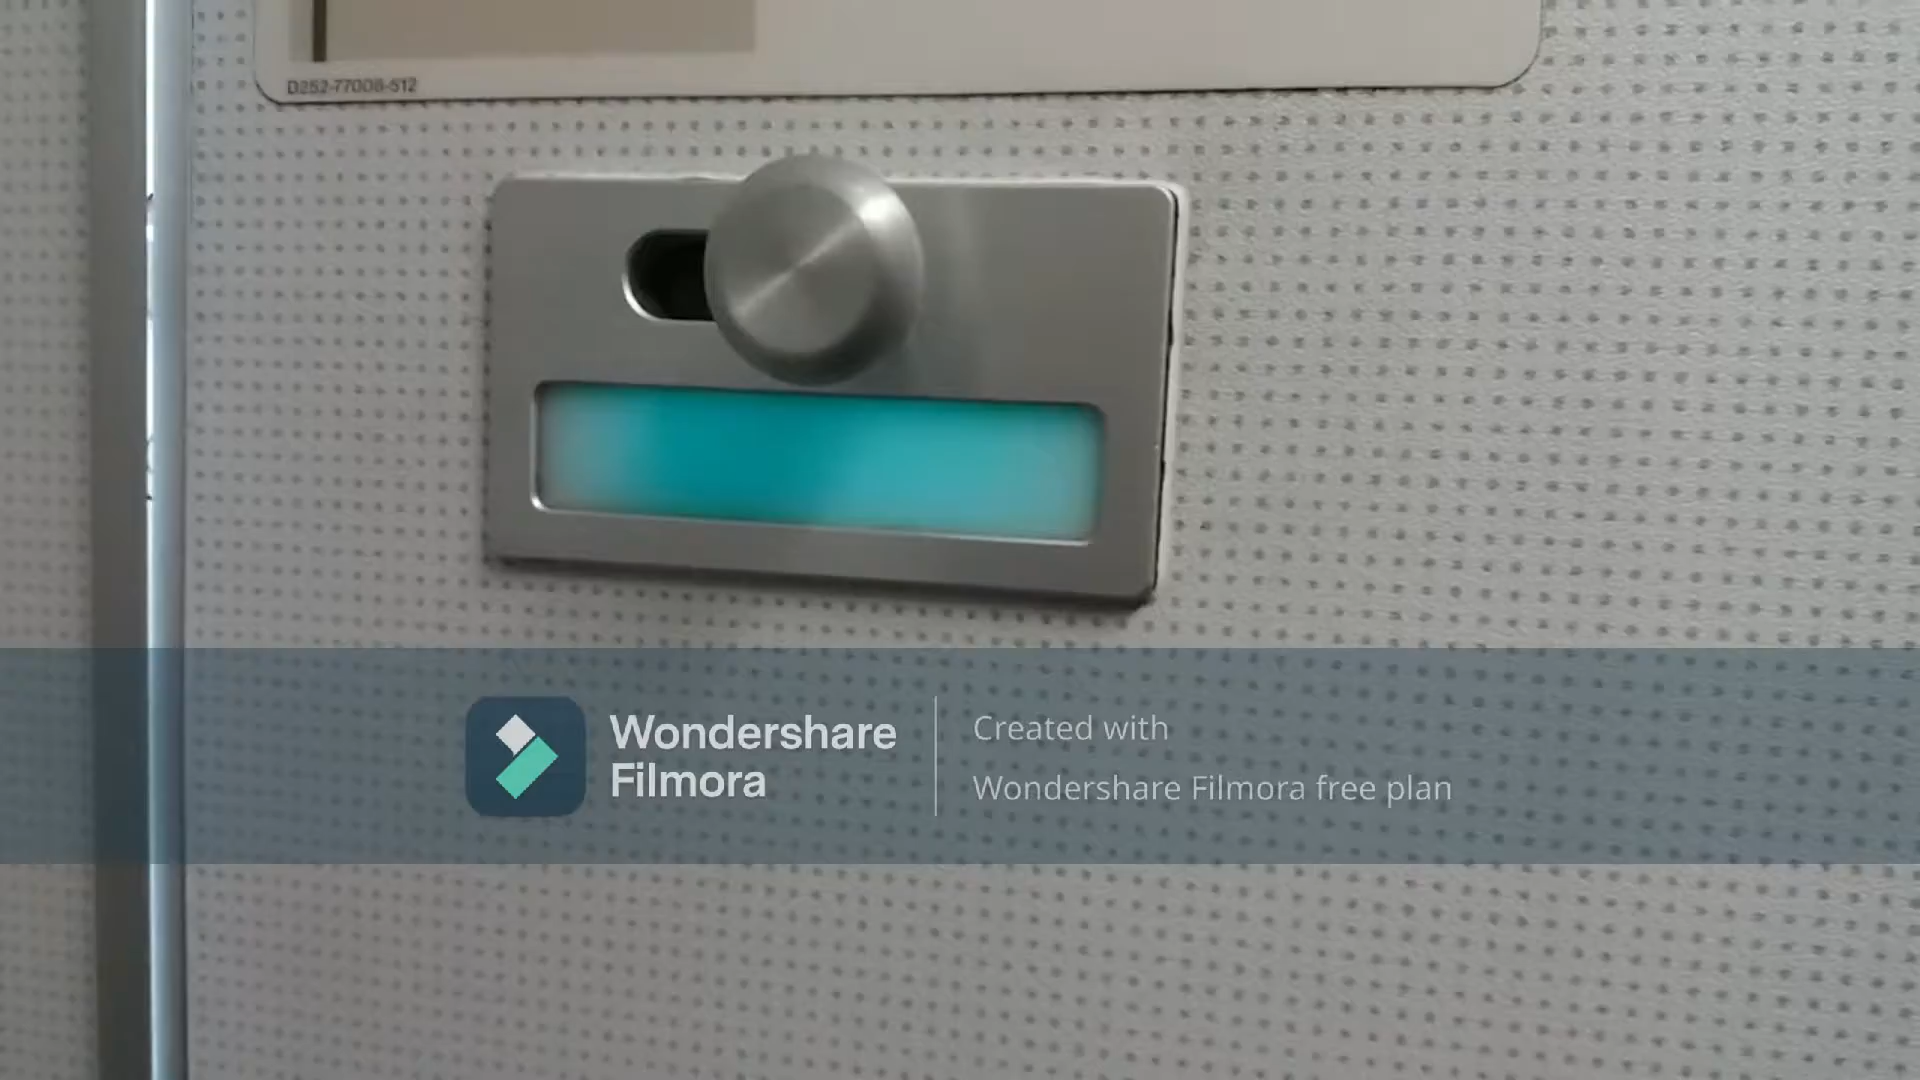 D252-77008-512
Wondershare
Filmora
Created with
Wondershare Filmora free plan